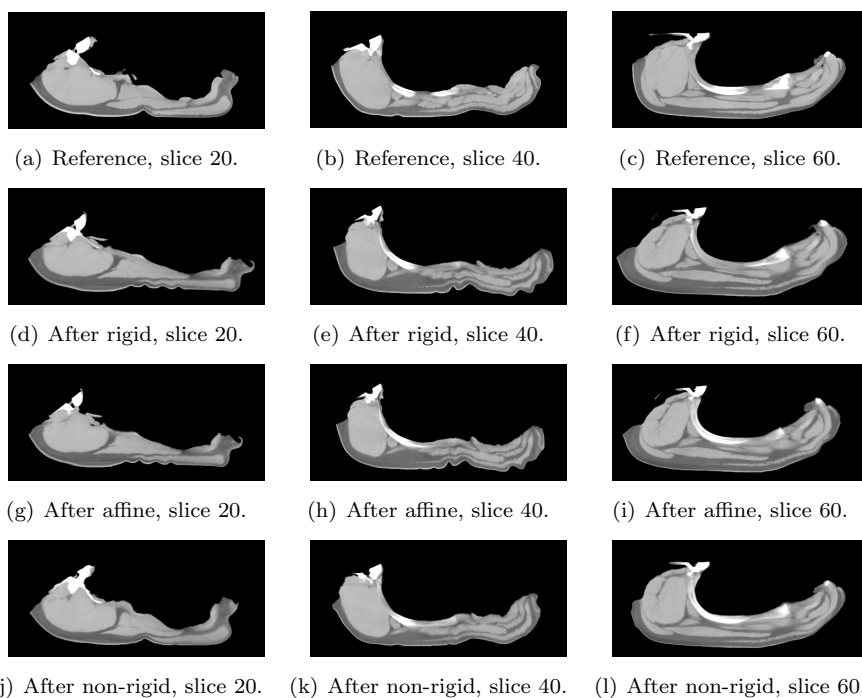 (a) Reference, slice 20.
(b) Reference, slice 40.
(c) Reference, slice 60.
(d) After rigid, slice 20.
(e) After rigid, slice 40.
(f) After rigid, slice 60.
(g) After affine, slice 20.
(h) After affine, slice 40.
(i) After affine, slice 60.
j) After non-rigid, slice 20.
(k) After non-rigid, slice 40.
(l) After non-rigid, slice 60